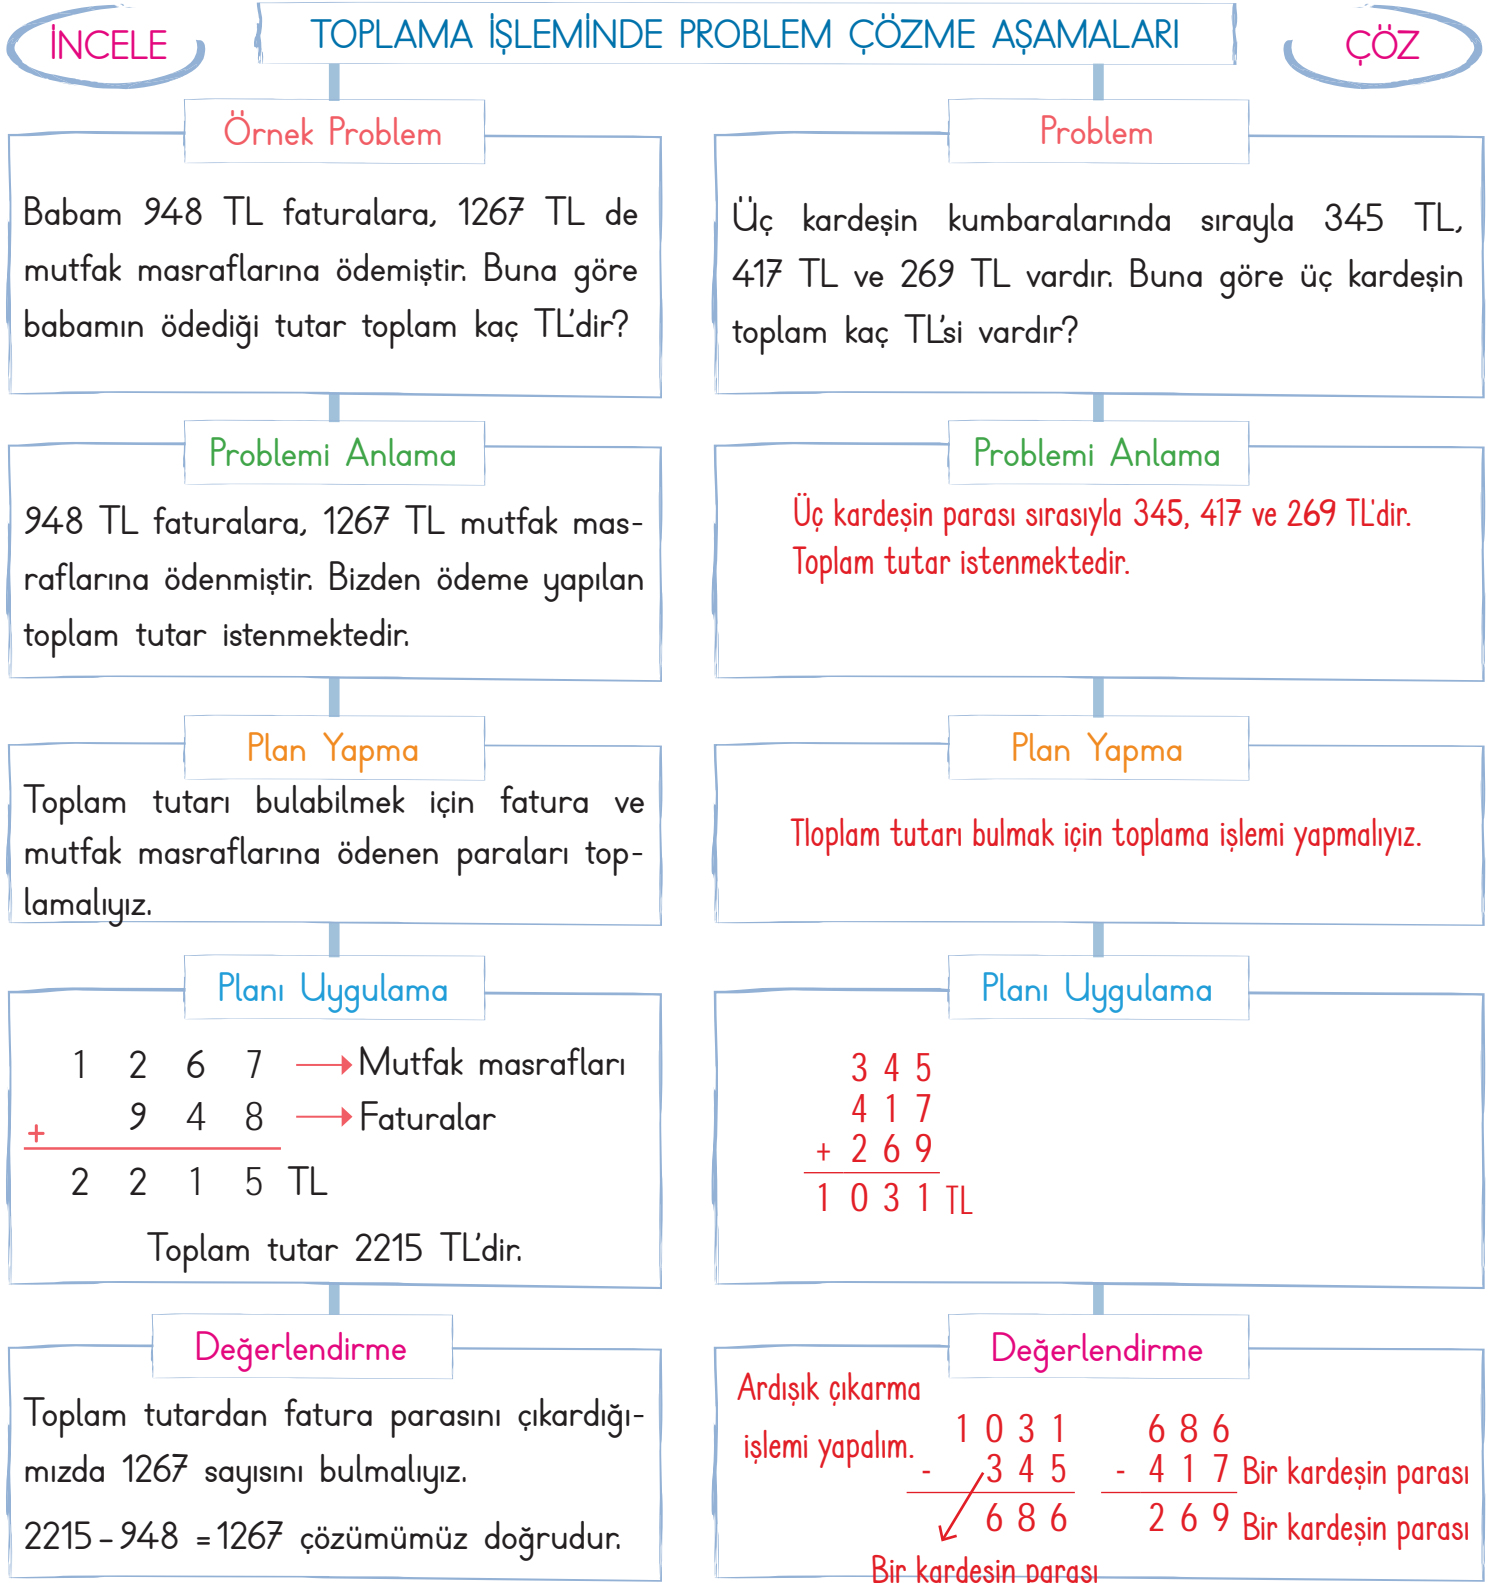 İNCELE
TOPLAMA İŞLEMİNDE PROBLEM ÇÖZME AŞAMALARI
ÇÖZ
Örnek Problem
Babam 948 TL faturalara, 1267 TL de
mutfak masraflarına ödemiştir. Buna göre
babamın ödediği tutar toplam kaç TL'dir?
Problemi Anlama
948 TL faturalara, 1267 TL mutfak mas-
raflarına ödenmiştir. Bizden ödeme yapılan
toplam tutar istenmektedir.
Plan Yapma
Toplam tutarı bulabilmek için fatura ve
mutfak masraflarına ödenen paraları top-
lamalıyız.
Planı Uygulama
1 2 6 7 → Mutfak masrafları
+ 9 4 8 → Faturalar
2 2 1 5 TL
Toplam tutar 2215 TL'dir.
Değerlendirme
Toplam tutardan fatura parasını çıkardığı-
mızda 1267 sayısını bulmalıyız.
2215 - 948 = 1267 çözümümüz doğrudur.
Problem
Üç kardeşin kumbaralarında sırayla 345 TL,
417 TL ve 269 TL vardır. Buna göre üç kardeşin
toplam kaç TL'si vardır?
Problemi Anlama
Üç kardeşin parası sırasıyla 345, 417 ve 269 TL'dir.
Toplam tutar istenmektedir.
Plan Yapma
Tloplam tutarı bulmak için toplama işlemi yapmalıyız.
Planı Uygulama
3 4 5
4 1 7
+ 2 6 9
1 0 3 1 TL
Değerlendirme
Ardışık çıkarma
işlemi yapalım.
1 0 3 1
- 3 4 5
6 8 6
Bir kardeşin parası
6 8 6
- 4 1 7 Bir kardeşin parası
2 6 9 Bir kardeşin parası